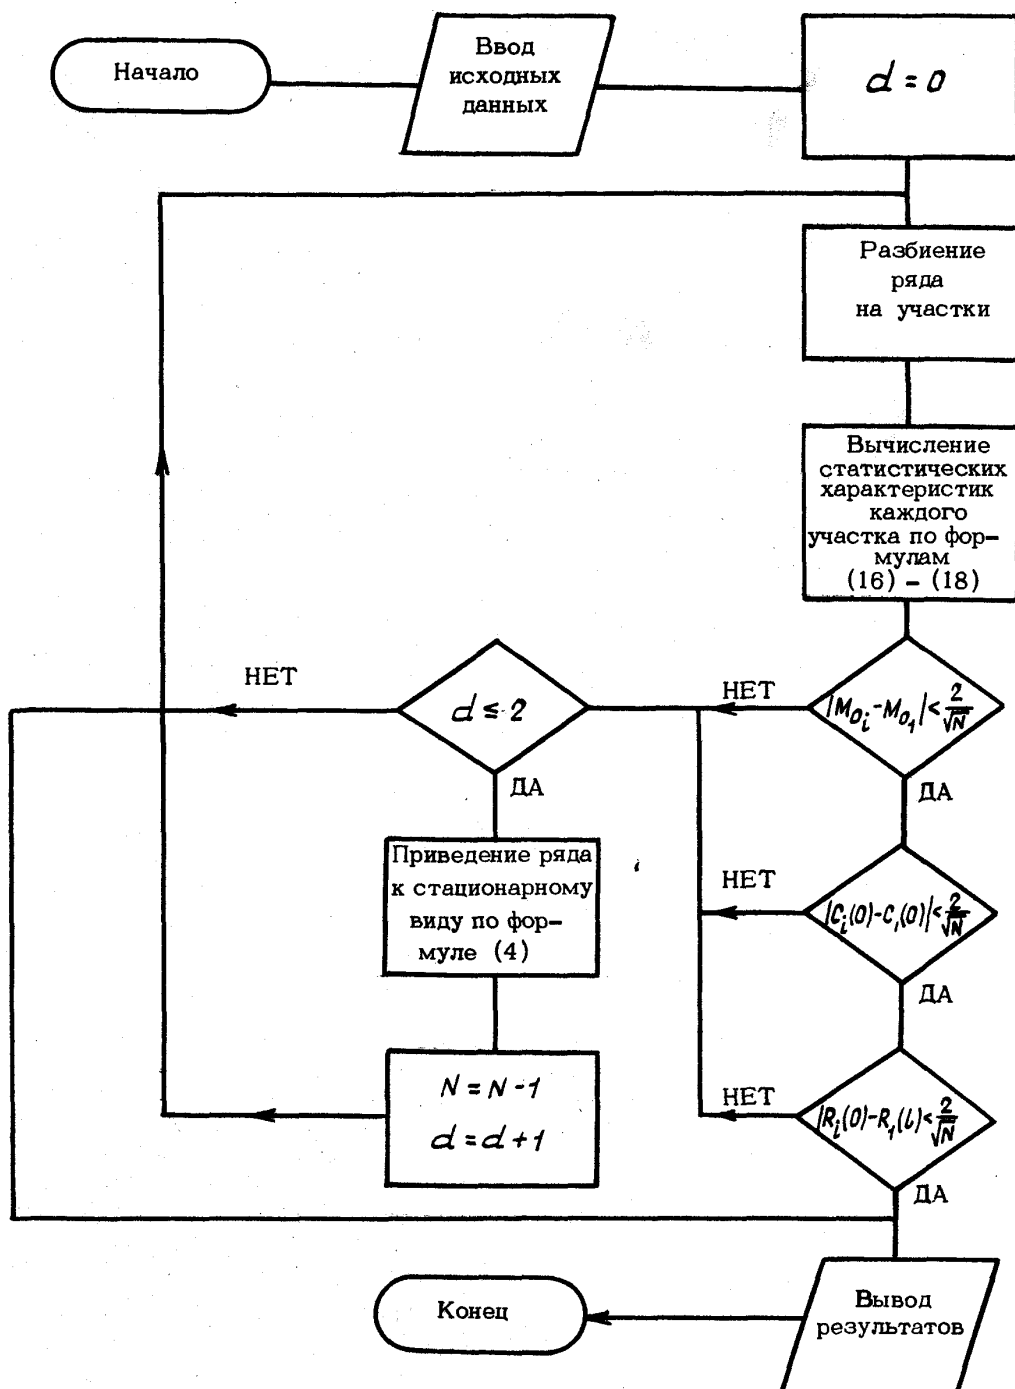 Начало
Ввод
исходных
данных
d = 0
Разбиение
ряда
на участки
Вычисление
статистических
характеристик
каждого
участка по фор-
мулам
(16) - (18)
|M₀ᵢ-M₀₁|<2/√N
НЕТ
ДА
d ≤ 2
НЕТ
ДА
|Cᵢ(0)-C₁(0)|<2/√N
НЕТ
ДА
Приведение ряда
к стационарному
виду по фор-
муле (4)
N = N-1
d = d+1
|Rᵢ(0)-R₁(i)<2/√N
НЕТ
ДА
Вывод
результатов
Конец